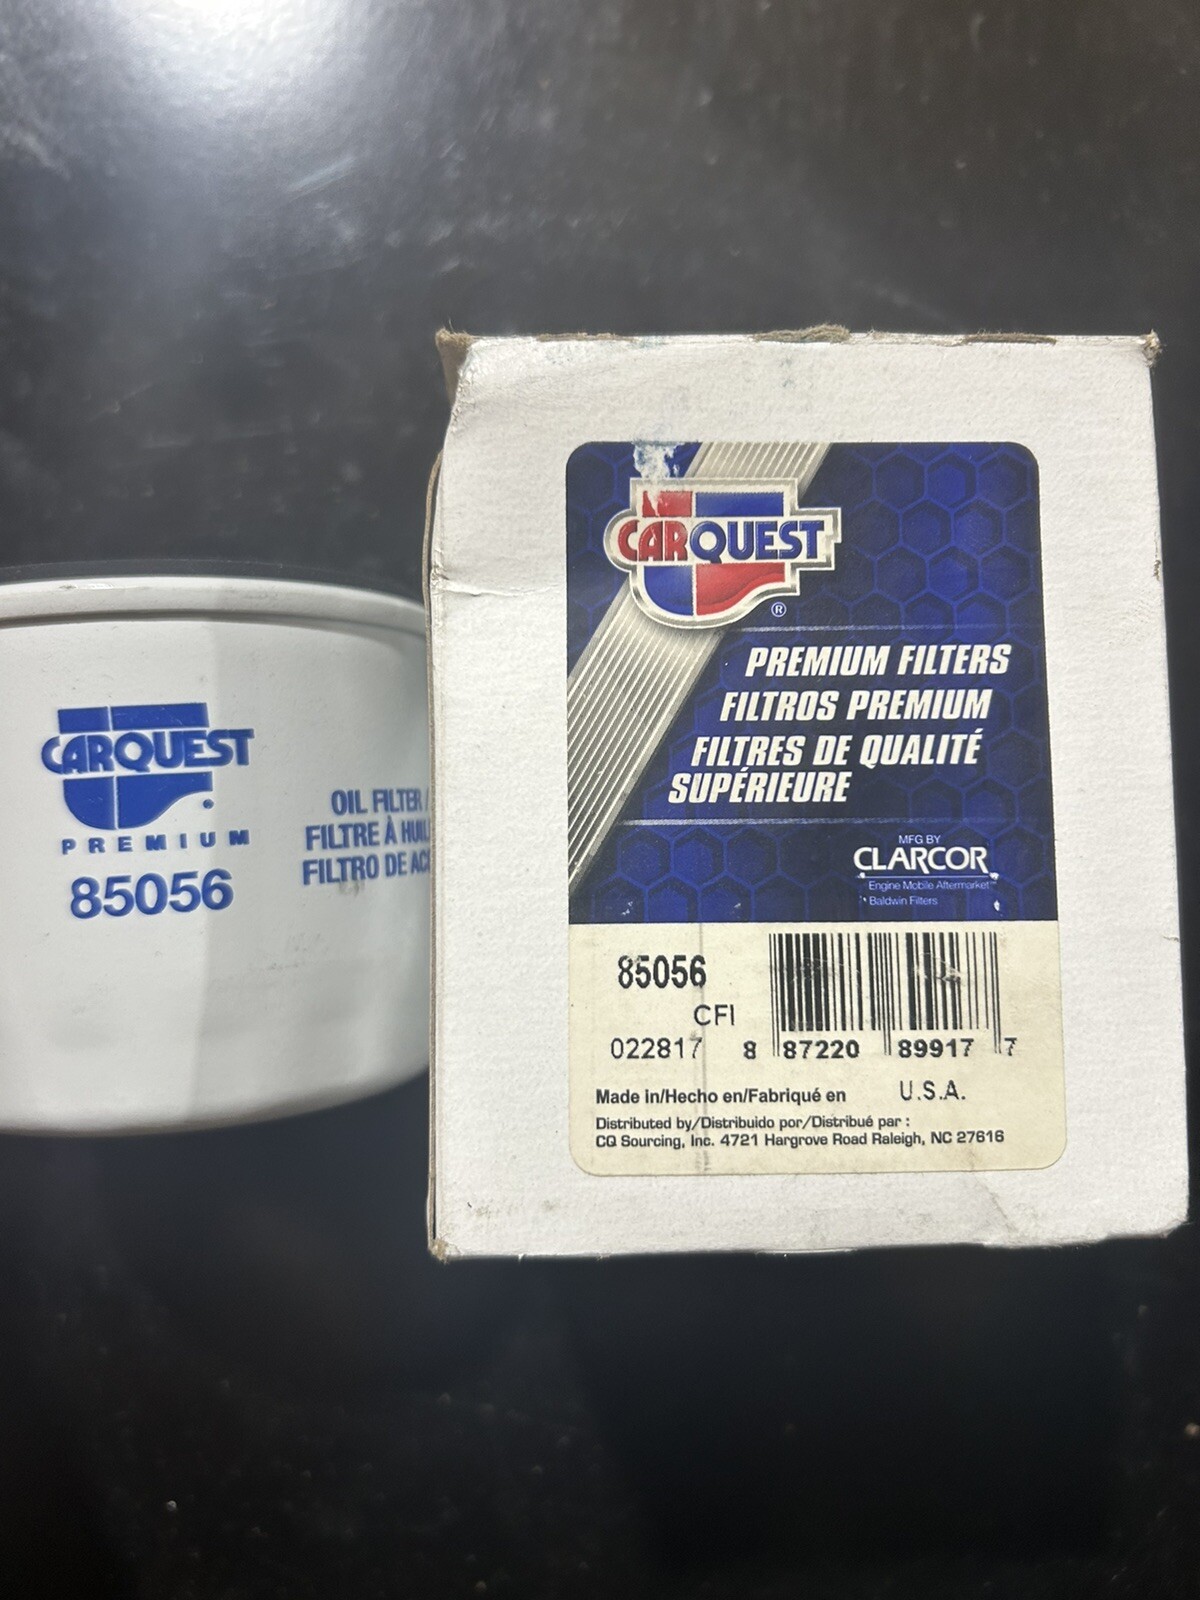 CARQUEST
PREMIUM
85056
OIL FILTER /
FILTRE À HUIL
FILTRO DE ACE
CARQUEST
®
PREMIUM FILTERS
FILTROS PREMIUM
FILTRES DE QUALITÉ
SUPÉRIEURE
MFG BY
CLARCOR
Engine Mobile Aftermarket™
Baldwin Filters
85056
CFI
022817
8 87220 89917 7
Made in/Hecho en/Fabriqué en U.S.A.
Distributed by/Distribuido por/Distribué par :
CQ Sourcing, Inc. 4721 Hargrove Road Raleigh, NC 27616